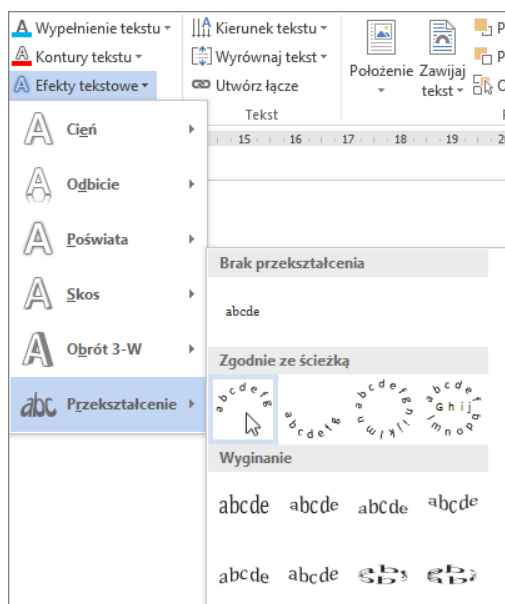 Wypełnienie tekstu
Kierunek tekstu
P
Kontury tekstu
Wyrównaj tekst
P
Efekty tekstowe
Utwórz łącze
Położenie
Zawijaj tekst
Tekst
15 16 17 18 19
Cień
Odbicie
Poświata
Skos
Obrót 3-W
Przekształcenie
Brak przekształcenia
abcde
Zgodnie ze ścieżką
abcdefg
abcdefg
Wyginanie
abcde abcde abcde abcde
abcde abcde